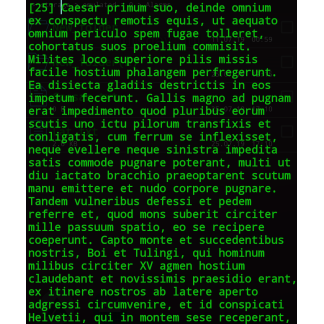 [25] Caesar primum suo, deinde omnium
ex conspectu remotis equis, ut aequato
omnium periculo spem fugae tolleret,
cohortatus suos proelium commisit.
Milites loco superiore pilis missis
facile hostium phalangem perfregerunt.
Ea disiecta gladiis destrictis in eos
impetum fecerunt. Gallis magno ad pugnam
erat impedimento quod pluribus eorum
scutis uno ictu pilorum transfixis et
conligatis, cum ferrum se inflexisset,
neque evellere neque sinistra impedita
satis commode pugnare poterant, multi ut
diu iactato bracchio praeoptarent scutum
manu emittere et nudo corpore pugnare.
Tandem vulneribus defessi et pedem
referre et, quod mons suberit circiter
mille passuum spatio, eo se recipere
coeperunt. Capto monte et succedentibus
nostris, Boi et Tulingi, qui hominum
milibus circiter XV agmen hostium
claudebant et novissimis praesidio erant,
ex itinere nostros ab latere aperto
adgressi circumvenire, et id conspicati
Helvetii, qui in montem sese receperant,